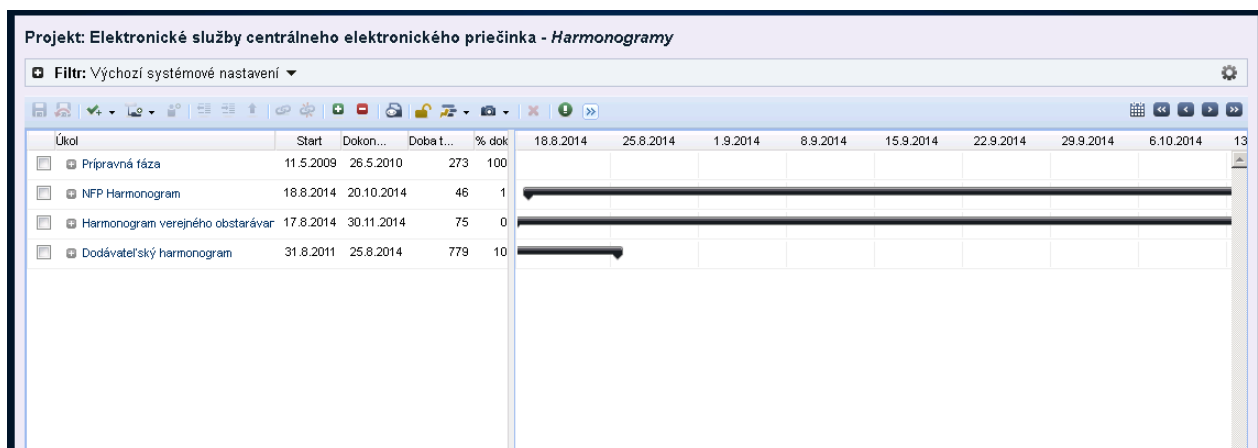 Projekt: Elektronické služby centrálneho elektronického priečinka - Harmonogramy
Filtr: Výchozí systémové nastavení
Úkol Start Dokon... Doba t... % dok 18.8.2014 25.8.2014 1.9.2014 8.9.2014 15.9.2014 22.9.2014 29.9.2014 6.10.2014 13
Prípravná fáza 11.5.2009 26.5.2010 273 100
NFP Harmonogram 18.8.2014 20.10.2014 46 1
Harmonogram verejného obstarávar 17.8.2014 30.11.2014 75 0
Dodávateľský harmonogram 31.8.2011 25.8.2014 779 10